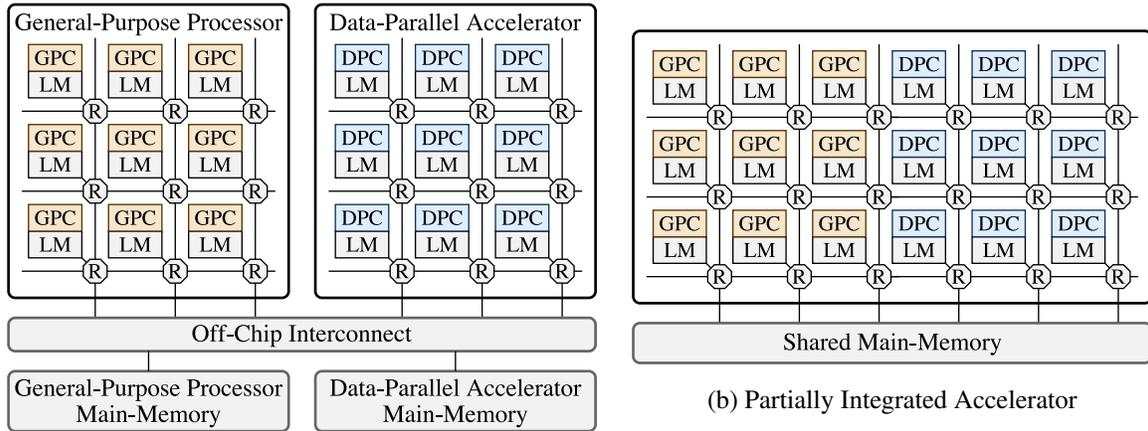 General-Purpose Processor
GPC GPC GPC
LM LM LM
R R R
GPC GPC GPC
LM LM LM
R R R
GPC GPC GPC
LM LM LM
R R R
Data-Parallel Accelerator
DPC DPC DPC
LM LM LM
R R R
DPC DPC DPC
LM LM LM
R R R
DPC DPC DPC
LM LM LM
R R R
Off-Chip Interconnect
General-Purpose Processor
Main-Memory
Data-Parallel Accelerator
Main-Memory
GPC GPC GPC DPC DPC DPC
LM LM LM LM LM LM
R R R R R R
GPC GPC GPC DPC DPC DPC
LM LM LM LM LM LM
R R R R R R
GPC GPC GPC DPC DPC DPC
LM LM LM LM LM LM
R R R R R R
Shared Main-Memory
(b) Partially Integrated Accelerator